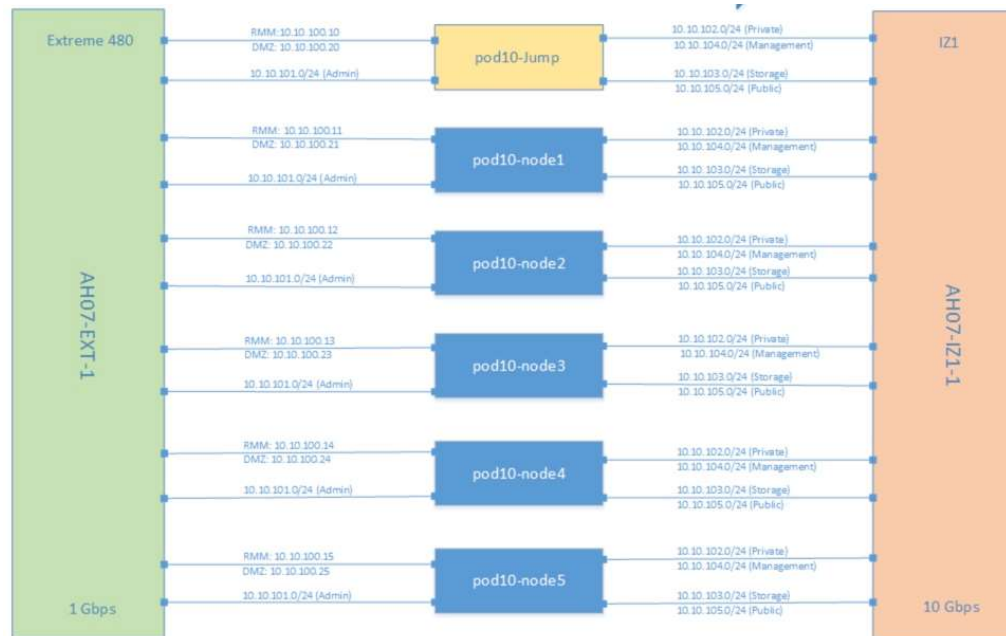 Extreme 480
AH07-EXT-1
1 Gbps
RMM: 10.10.100.10
DMZ: 10.10.100.20
10.10.101.0/24 (Admin)
pod10-Jump
10.10.102.0/24 (Private)
10.10.104.0/24 (Management)
10.10.103.0/24 (Storage)
10.10.105.0/24 (Public)
RMM: 10.10.100.11
DMZ: 10.10.100.21
10.10.101.0/24 (Admin)
pod10-node1
10.10.102.0/24 (Private)
10.10.104.0/24 (Management)
10.10.103.0/24 (Storage)
10.10.105.0/24 (Public)
RMM: 10.10.100.12
DMZ: 10.10.100.22
10.10.101.0/24 (Admin)
pod10-node2
10.10.102.0/24 (Private)
10.10.104.0/24 (Management)
10.10.103.0/24 (Storage)
10.10.105.0/24 (Public)
RMM: 10.10.100.13
DMZ: 10.10.100.23
10.10.101.0/24 (Admin)
pod10-node3
10.10.102.0/24 (Private)
10.10.104.0/24 (Management)
10.10.103.0/24 (Storage)
10.10.105.0/24 (Public)
RMM: 10.10.100.14
DMZ: 10.10.100.24
10.10.101.0/24 (Admin)
pod10-node4
10.10.102.0/24 (Private)
10.10.104.0/24 (Management)
10.10.103.0/24 (Storage)
10.10.105.0/24 (Public)
RMM: 10.10.100.15
DMZ: 10.10.100.25
10.10.101.0/24 (Admin)
pod10-node5
10.10.102.0/24 (Private)
10.10.104.0/24 (Management)
10.10.103.0/24 (Storage)
10.10.105.0/24 (Public)
IZ1
AH07-IZ1-1
10 Gbps